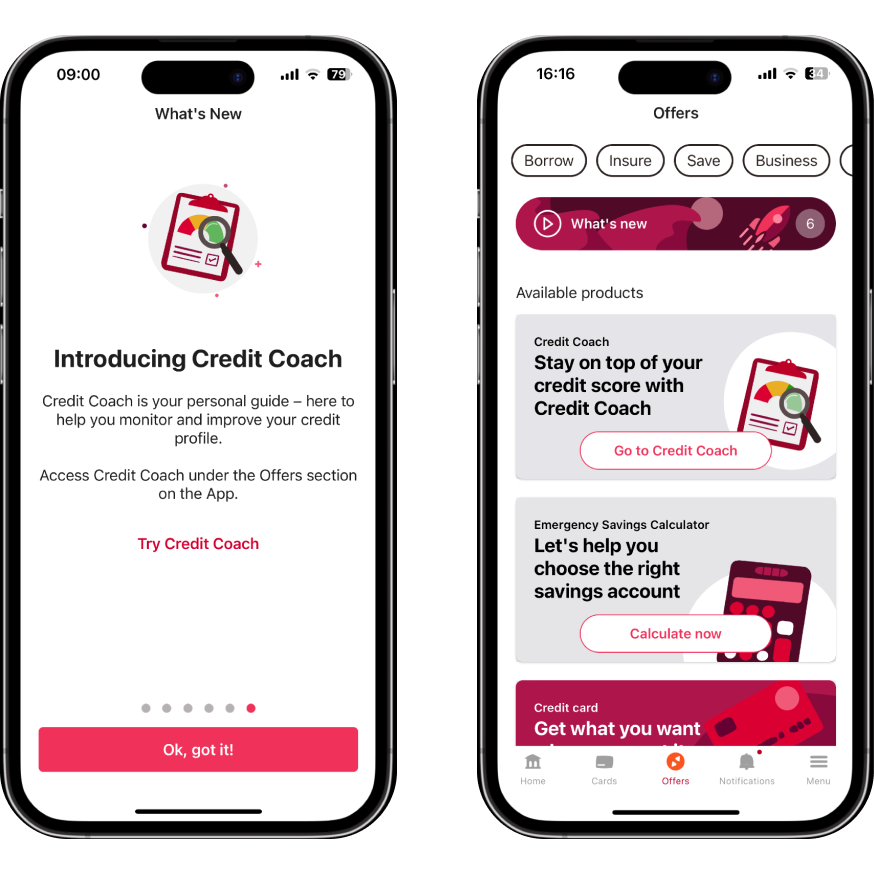 09:00
79
What's New
Introducing Credit Coach
Credit Coach is your personal guide – here to
help you monitor and improve your credit
profile.
Access Credit Coach under the Offers section
on the App.
Try Credit Coach
Ok, got it!
16:16
34
Offers
Borrow
Insure
Save
Business
What's new
6
Available products
Credit Coach
Stay on top of your
credit score with
Credit Coach
Go to Credit Coach
Emergency Savings Calculator
Let's help you
choose the right
savings account
Calculate now
Credit card
Get what you want
Home
Cards
Offers
Notifications
Menu